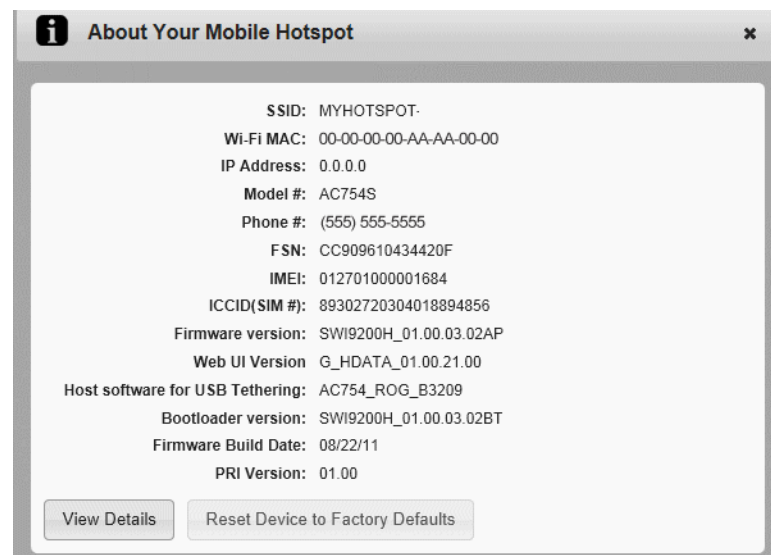 i About Your Mobile Hotspot ×
SSID: MYHOTSPOT-
Wi-Fi MAC: 00-00-00-00-AA-AA-00-00
IP Address: 0.0.0.0
Model #: AC754S
Phone #: (555) 555-5555
FSN: CC909610434420F
IMEI: 012701000001684
ICCID(SIM #): 89302720304018894856
Firmware version: SWI9200H_01.00.03.02AP
Web UI Version G_HDATA_01.00.21.00
Host software for USB Tethering: AC754_ROG_B3209
Bootloader version: SWI9200H_01.00.03.02BT
Firmware Build Date: 08/22/11
PRI Version: 01.00
View Details Reset Device to Factory Defaults